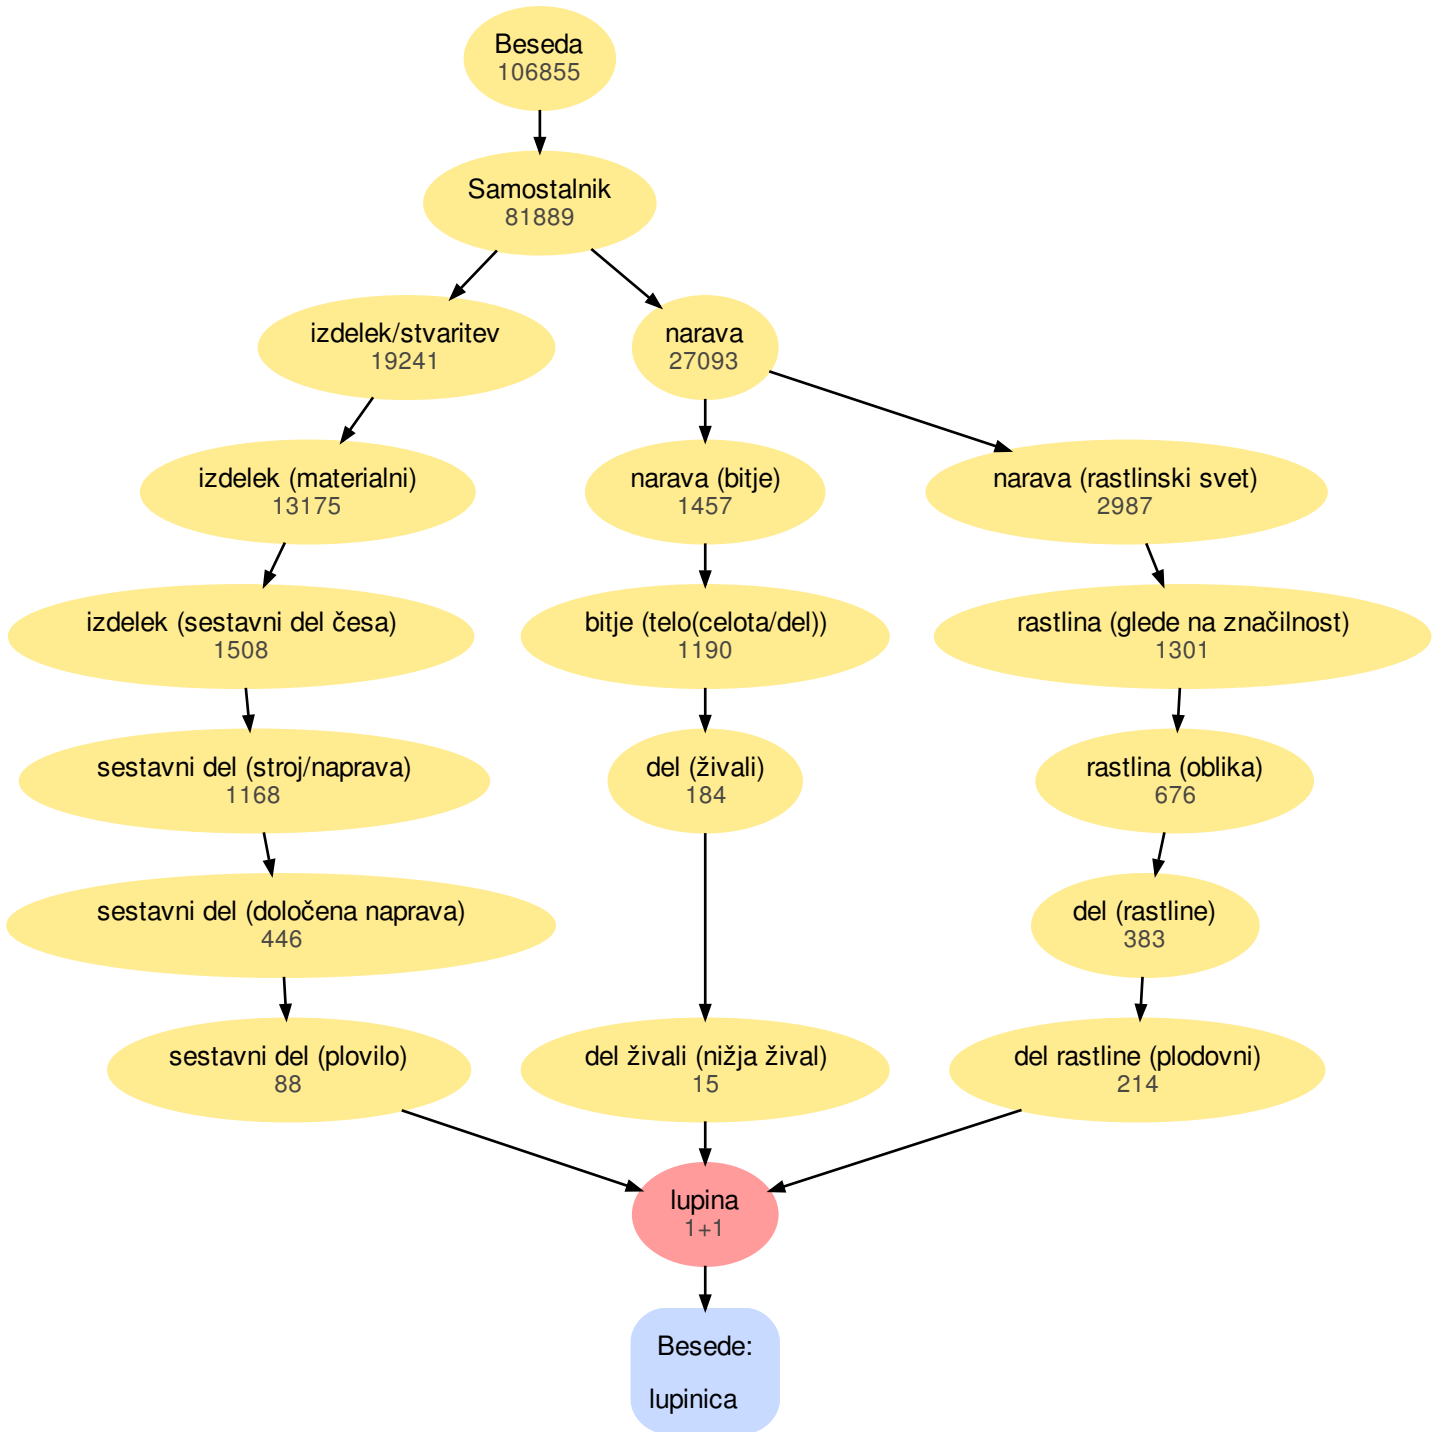 Beseda
106855
Samostalnik
81889
izdelek/stvaritev
19241
narava
27093
izdelek (materialni)
13175
narava (bitje)
1457
narava (rastlinski svet)
2987
izdelek (sestavni del česa)
1508
bitje (telo(celota/del))
1190
rastlina (glede na značilnost)
1301
sestavni del (stroj/naprava)
1168
del (živali)
184
rastlina (oblika)
676
sestavni del (določena naprava)
446
del (rastline)
383
sestavni del (plovilo)
88
del živali (nižja žival)
15
del rastline (plodovni)
214
lupina
1+1
Besede:
lupinica